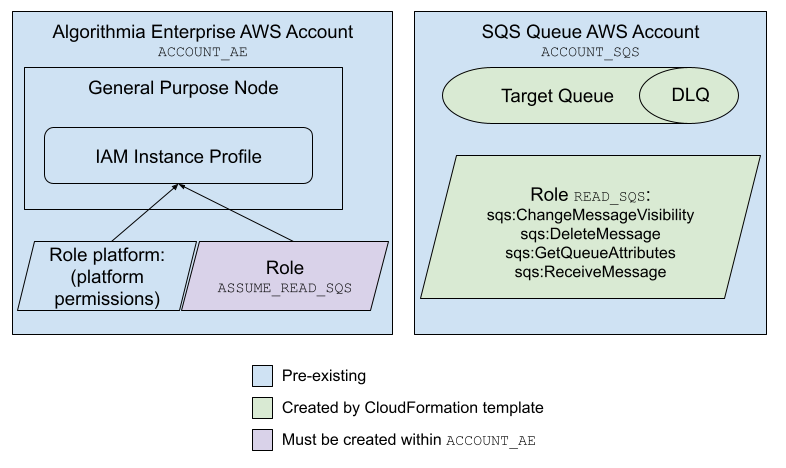 Algorithmia Enterprise AWS Account
ACCOUNT_AE
General Purpose Node
IAM Instance Profile
Role platform:
(platform
permissions)
Role
ASSUME_READ_SQS
SQS Queue AWS Account
ACCOUNT_SQS
Target Queue
DLQ
Role READ_SQS:
sqs:ChangeMessageVisibility
sqs:DeleteMessage
sqs:GetQueueAttributes
sqs:ReceiveMessage
Pre-existing
Created by CloudFormation template
Must be created within ACCOUNT_AE